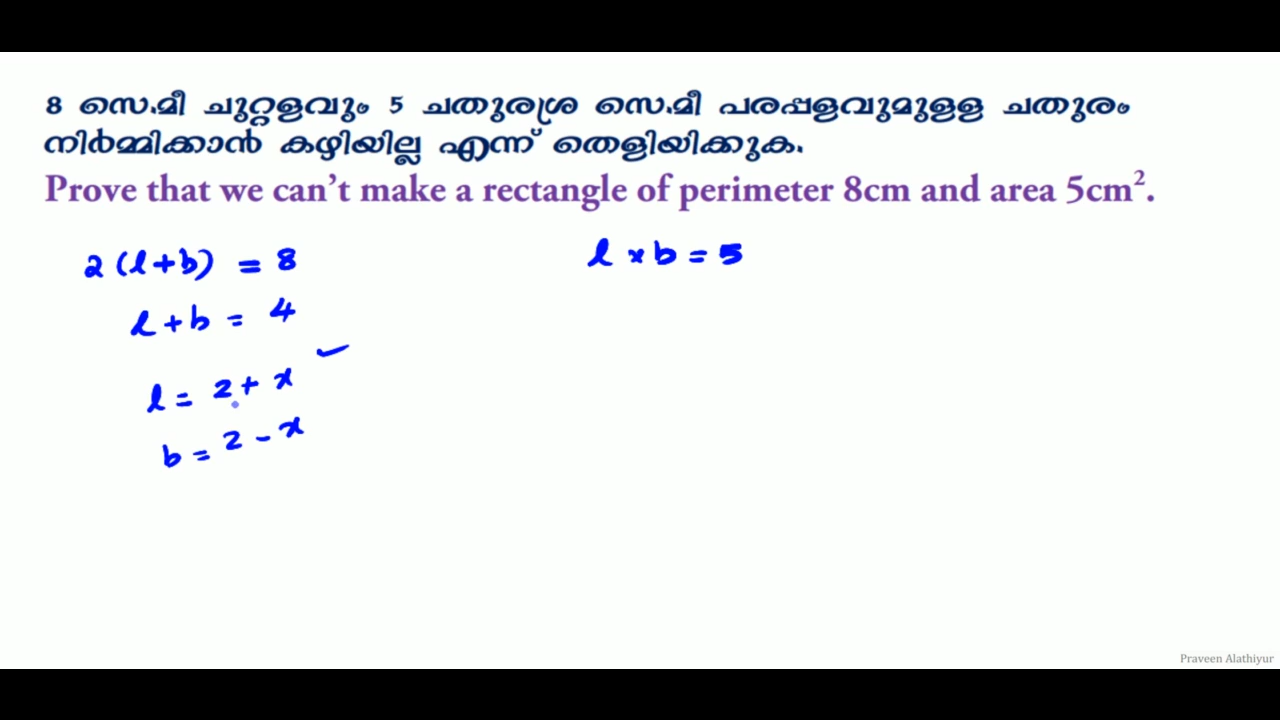 8 സെ.മീ ചുറ്റളവും 5 ചതുരശ്ര സെ.മീ പരപ്പളവുമുളള ചതുരം
നിർമ്മിക്കാൻ കഴിയില്ല എന്ന് തെളിയിക്കുക.
Prove that we can't make a rectangle of perimeter 8cm and area 5cm².
2 (l+b) = 8
l × b = 5
l + b = 4
l = 2 + x
b = 2 - x
Praveen Alathiyur